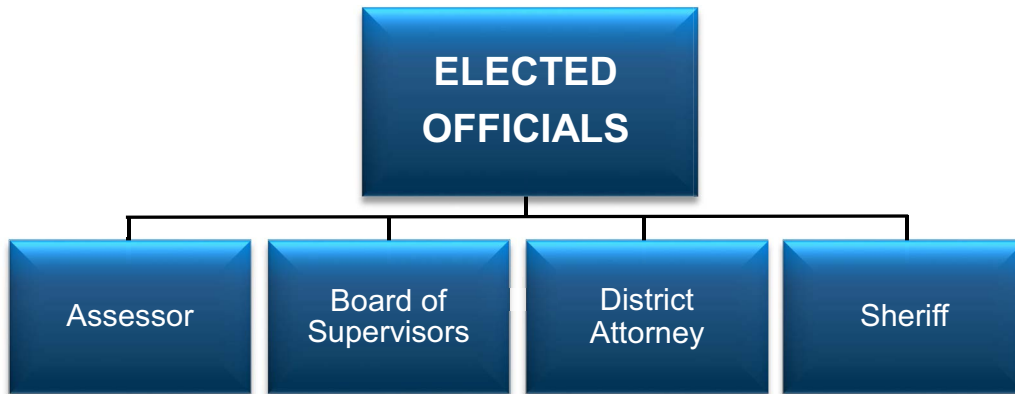 ELECTED
OFFICIALS
Assessor
Board of
Supervisors
District
Attorney
Sheriff